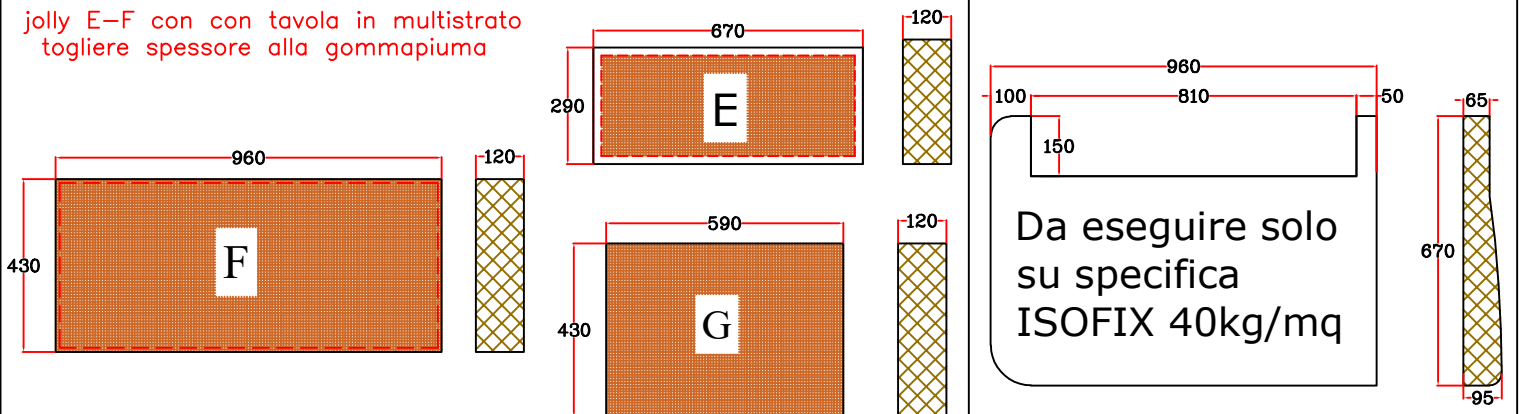 jolly E-F con con tavola in multistrato
togliere spessore alla gommapiuma
670
120
290
E
960
120
430
F
590
120
430
G
960
100
810
50
65
150
Da eseguire solo
su specifica
ISOFIX 40kg/mq
670
95